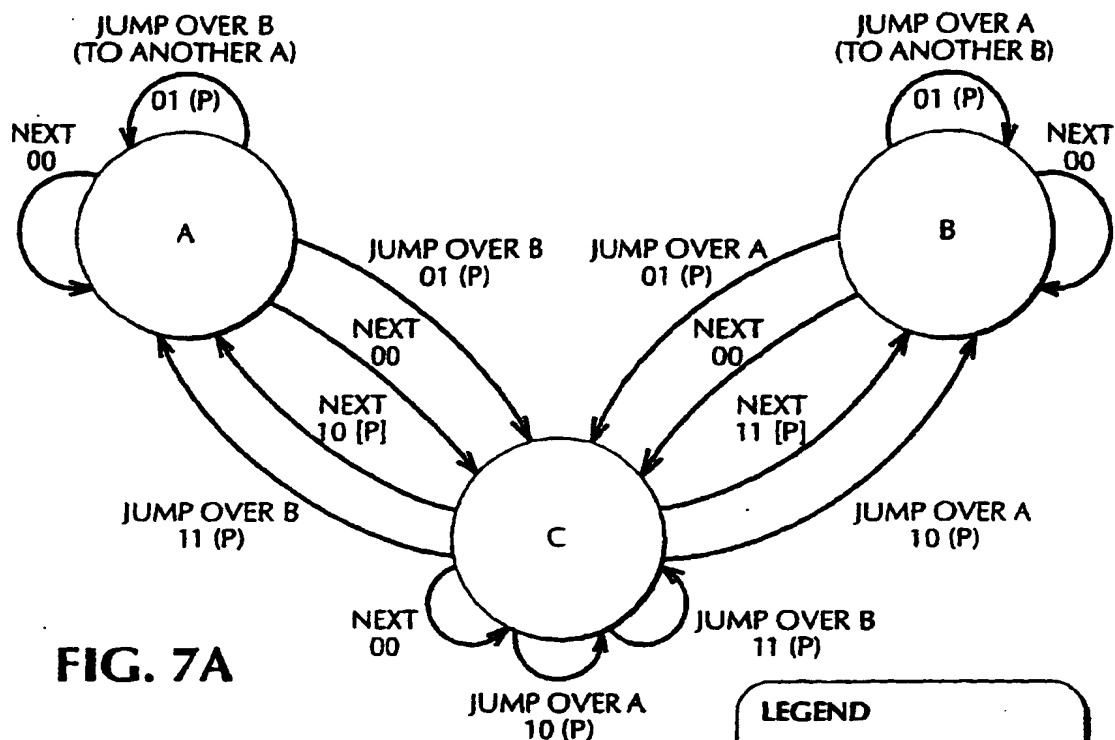 JUMP OVER B
(TO ANOTHER A)
01 (P)
NEXT
00
A
JUMP OVER A
(TO ANOTHER B)
01 (P)
NEXT
00
B
JUMP OVER B
01 (P)
JUMP OVER A
01 (P)
NEXT
00
NEXT
00
NEXT
10 [P]
NEXT
11 [P]
JUMP OVER B
11 (P)
JUMP OVER A
10 (P)
C
NEXT
00
JUMP OVER B
11 (P)
JUMP OVER A
10 (P)
FIG. 7A
LEGEND